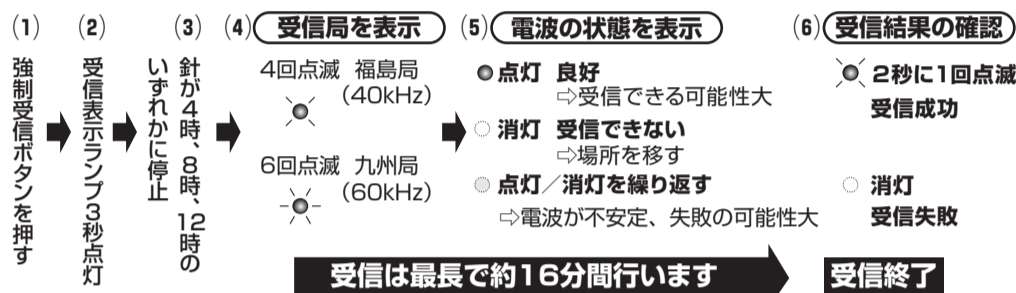 (1)
強制受信ボタンを押す
(2)
受信表示ランプ3秒点灯
(3)
針が4時、8時、12時の
いずれかに停止
(4) 受信局を表示
4回点滅 福島局
(40kHz)
6回点滅 九州局
(60kHz)
(5) 電波の状態を表示
点灯 良好
⇨受信できる可能性大
消灯 受信できない
⇨場所を移す
点灯/消灯を繰り返す
⇨電波が不安定、失敗の可能性大
(6) 受信結果の確認
2秒に1回点滅
受信成功
消灯
受信失敗
受信は最長で約16分間行います
受信終了